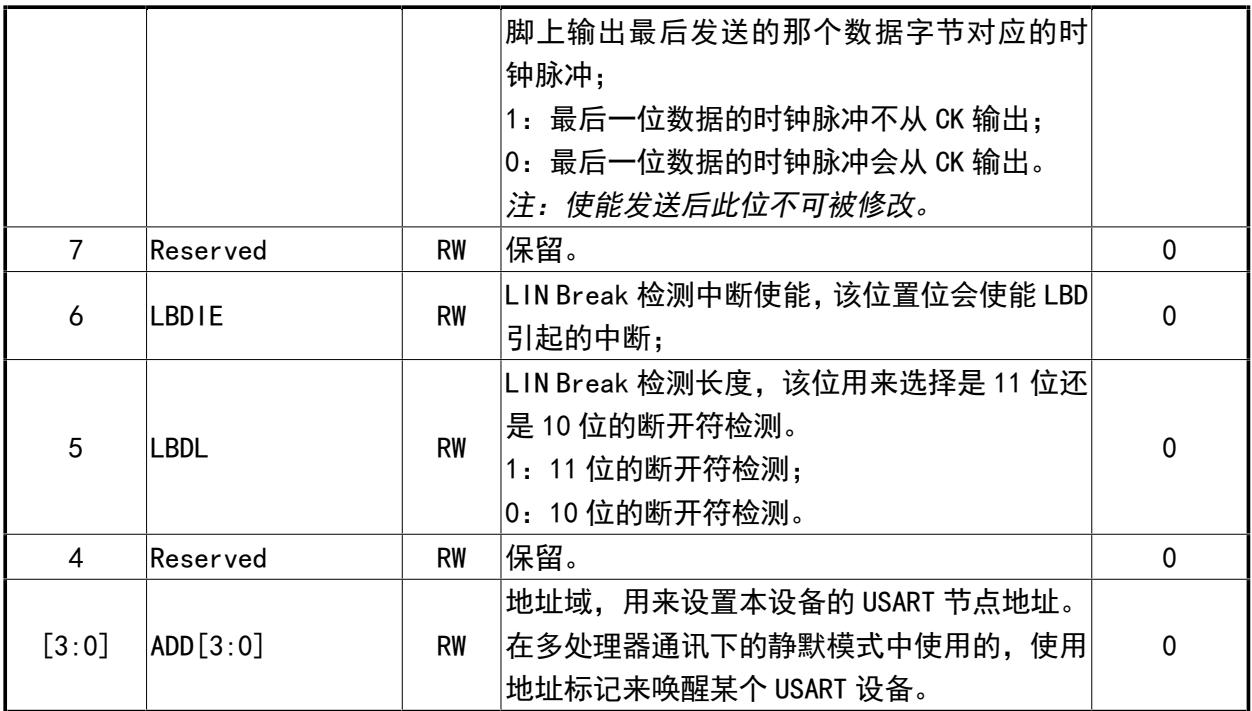 脚上输出最后发送的那个数据字节对应的时
钟脉冲；
1：最后一位数据的时钟脉冲不从 CK 输出；
0：最后一位数据的时钟脉冲会从 CK 输出。
注：使能发送后此位不可被修改。
7 Reserved RW 保留。 0
LIN Break 检测中断使能，该位置位会使能 LBD
6 LBDIE RW 0
引起的中断；
LIN Break 检测长度，该位用来选择是 11 位还
是 10 位的断开符检测。
5 LBDL RW 0
1：11 位的断开符检测；
0：10 位的断开符检测。
4 Reserved RW 保留。 0
地址域，用来设置本设备的 USART 节点地址。
[3:0] ADD[3:0] RW 在多处理器通讯下的静默模式中使用的，使用 0
地址标记来唤醒某个 USART 设备。